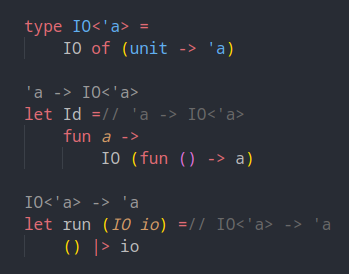 type IO<'a> =
IO of (unit -> 'a)
'a -> IO<'a>
let Id =// 'a -> IO<'a>
fun a ->
IO (fun () -> a)
IO<'a> -> 'a
let run (IO io) =// IO<'a> -> 'a
() |> io